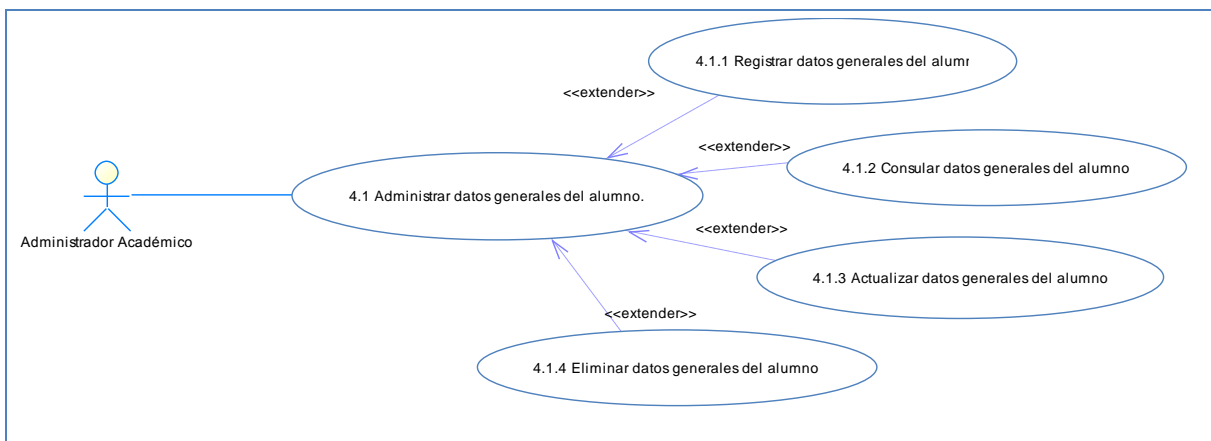 4.1.1 Registrar datos generales del alumr
<<extender>>
<<extender>>
4.1.2 Consular datos generales del alumno
4.1 Administrar datos generales del alumno.
<<extender>>
Administrador Académico
4.1.3 Actualizar datos generales del alumno
<<extender>>
4.1.4 Eliminar datos generales del alumno